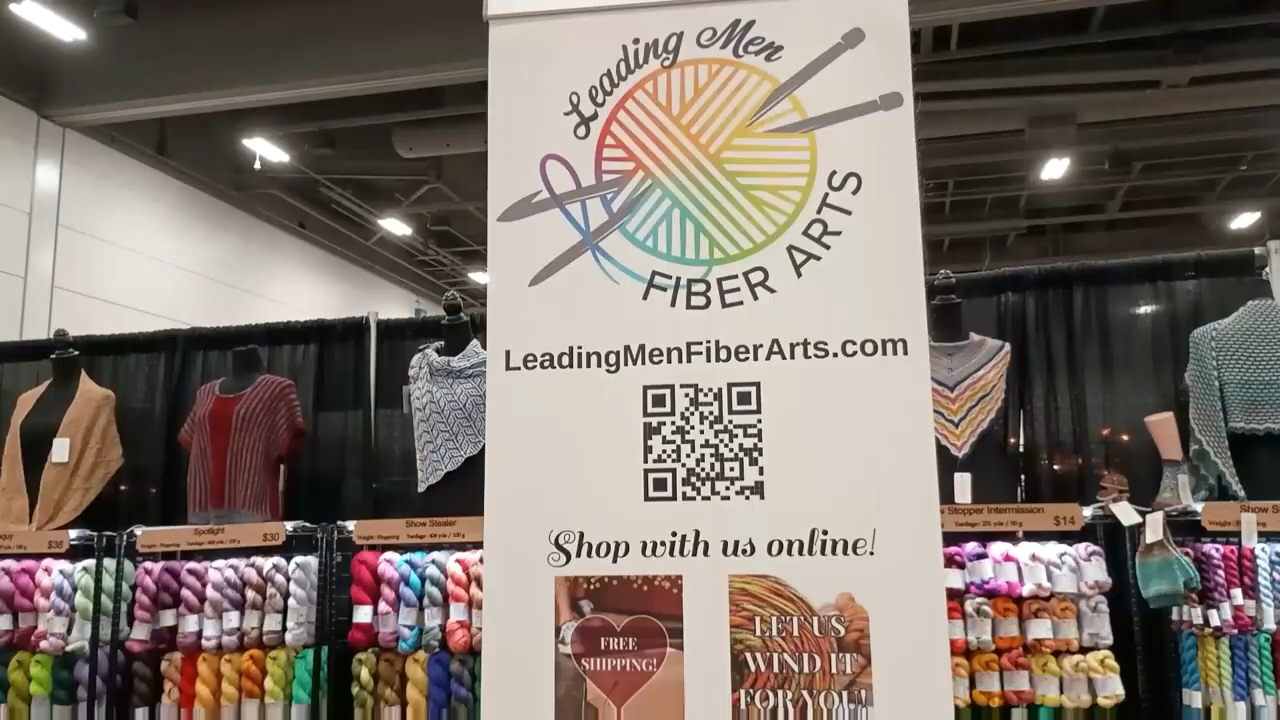 Leading Men
FIBER ARTS
LeadingMenFiberArts.com
Shop with us online!
FREE
SHIPPING!
LET US
WIND IT
FOR YOU!
$36
Spotlight
$30
Show Stealer
Stopper Intermission
$14
Show S